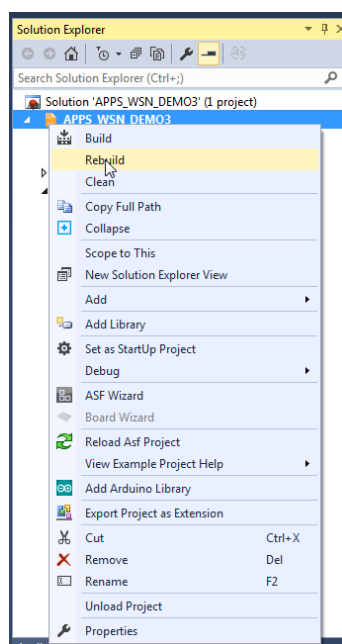 Solution Explorer
Search Solution Explorer (Ctrl+;)
Solution 'APPS_WSN_DEMO3' (1 project)
APPS_WSN_DEMO3
Build
Rebuild
Clean
Copy Full Path
Collapse
Scope to This
New Solution Explorer View
Add
Add Library
Set as StartUp Project
Debug
ASF Wizard
Board Wizard
Reload Asf Project
View Example Project Help
Add Arduino Library
Export Project as Extension
Cut Ctrl+X
Remove Del
Rename F2
Unload Project
Properties